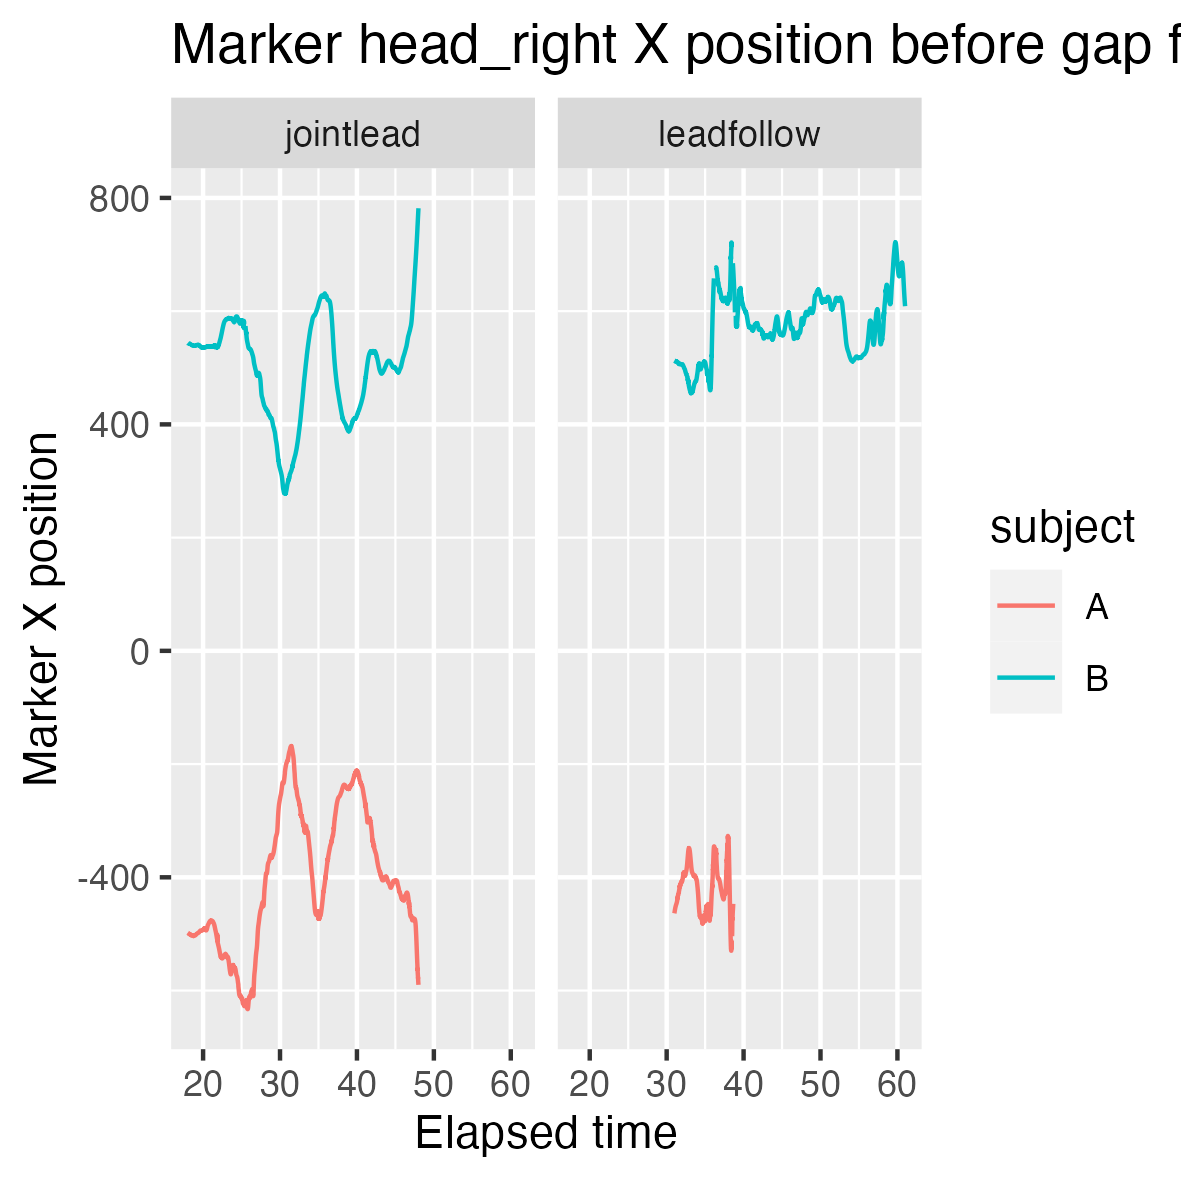 Marker head_right X position before gap f
jointlead leadfollow
800
400
0
-400
Marker X position
20 30 40 50 60 20 30 40 50 60
Elapsed time
subject
A
B